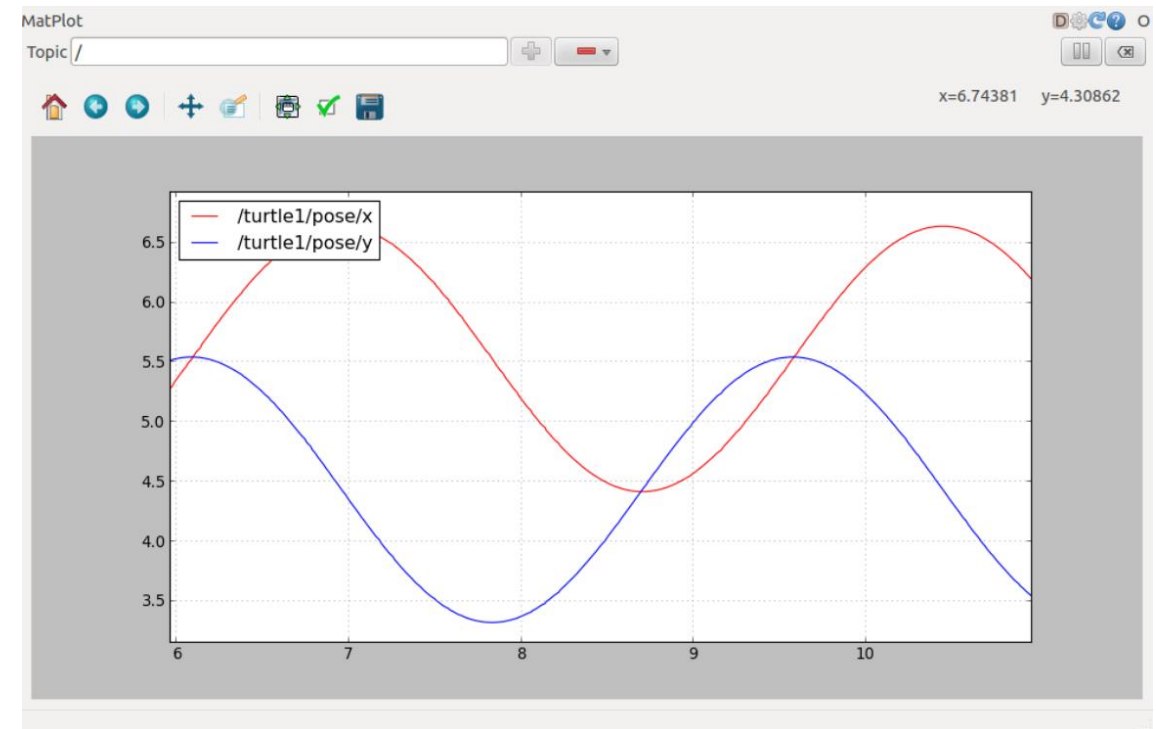 MatPlot
D ? O
Topic /
x=6.74381 y=4.30862
/turtle1/pose/x
/turtle1/pose/y
6.5
6.0
5.5
5.0
4.5
4.0
3.5
6 7 8 9 10